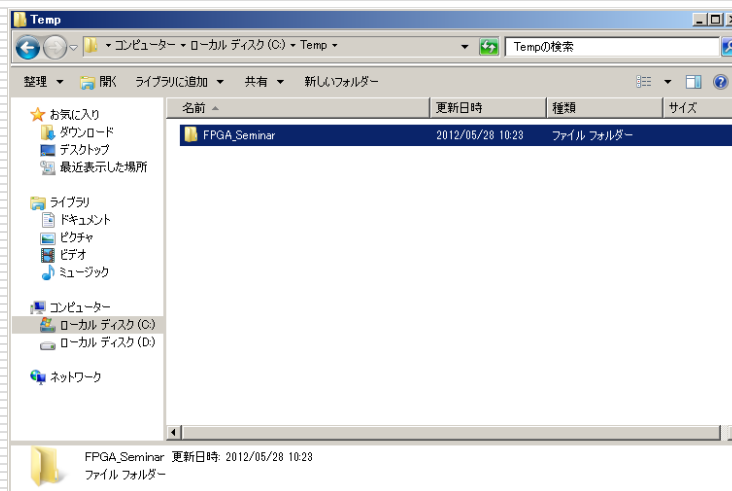 Temp
コンピューター ▾ ローカル ディスク (C:) ▾ Temp ▾
Tempの検索
整理 ▼ 開く ライブラリに追加 ▼ 共有 ▼ 新しいフォルダー
名前 更新日時 種類 サイズ
FPGA_Seminar 2012/05/28 10:23 ファイル フォルダー
お気に入り
ダウンロード
デスクトップ
最近表示した場所
ライブラリ
ドキュメント
ピクチャ
ビデオ
ミュージック
コンピューター
ローカル ディスク (C:)
ローカル ディスク (D:)
ネットワーク
FPGA_Seminar 更新日時: 2012/05/28 10:23
ファイル フォルダー